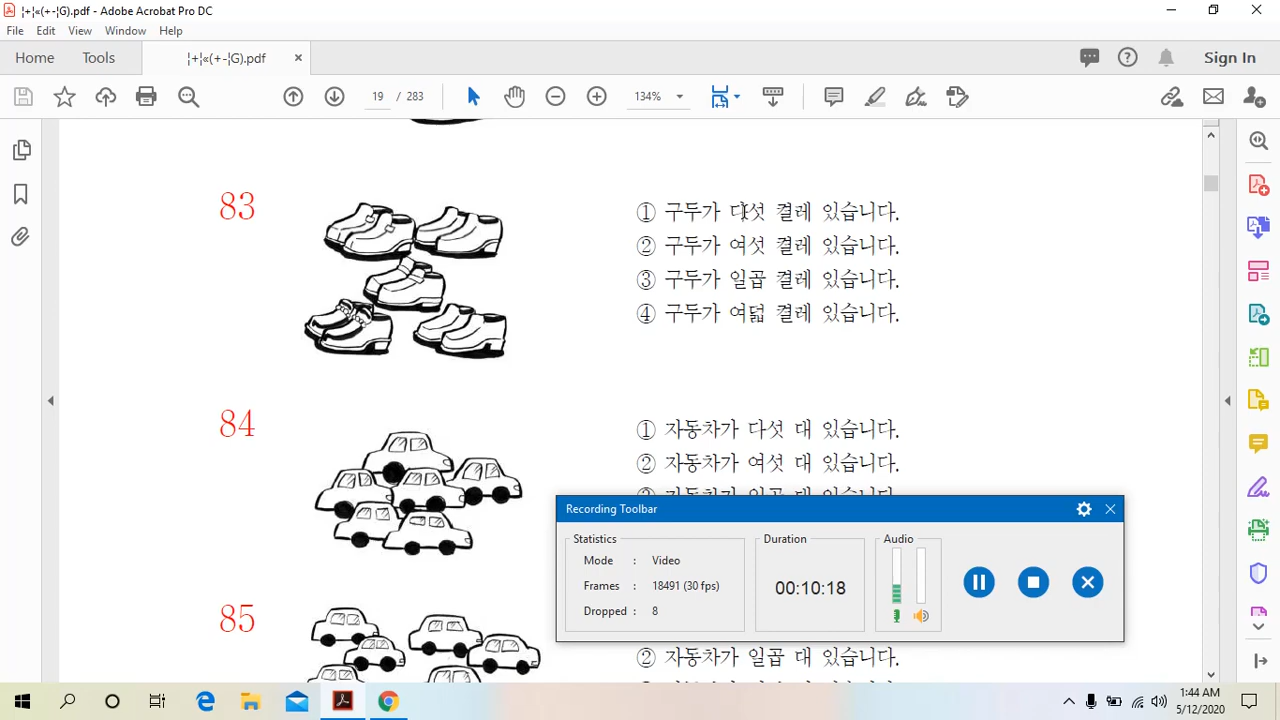 ¦+¦«(+-¦G).pdf - Adobe Acrobat Pro DC
File Edit View Window Help
Home Tools ¦+¦«(+-¦G).pdf × Sign In
19 / 283 134%
83
① 구두가 다섯 켤레 있습니다.
② 구두가 여섯 켤레 있습니다.
③ 구두가 일곱 켤레 있습니다.
④ 구두가 여덟 켤레 있습니다.
84
① 자동차가 다섯 대 있습니다.
② 자동차가 여섯 대 있습니다.
Recording Toolbar
Statistics
Mode : Video
Frames : 18491 (30 fps)
Dropped : 8
Duration
00:10:18
Audio
85
② 자동차가 일곱 대 있습니다.
1:44 AM
5/12/2020